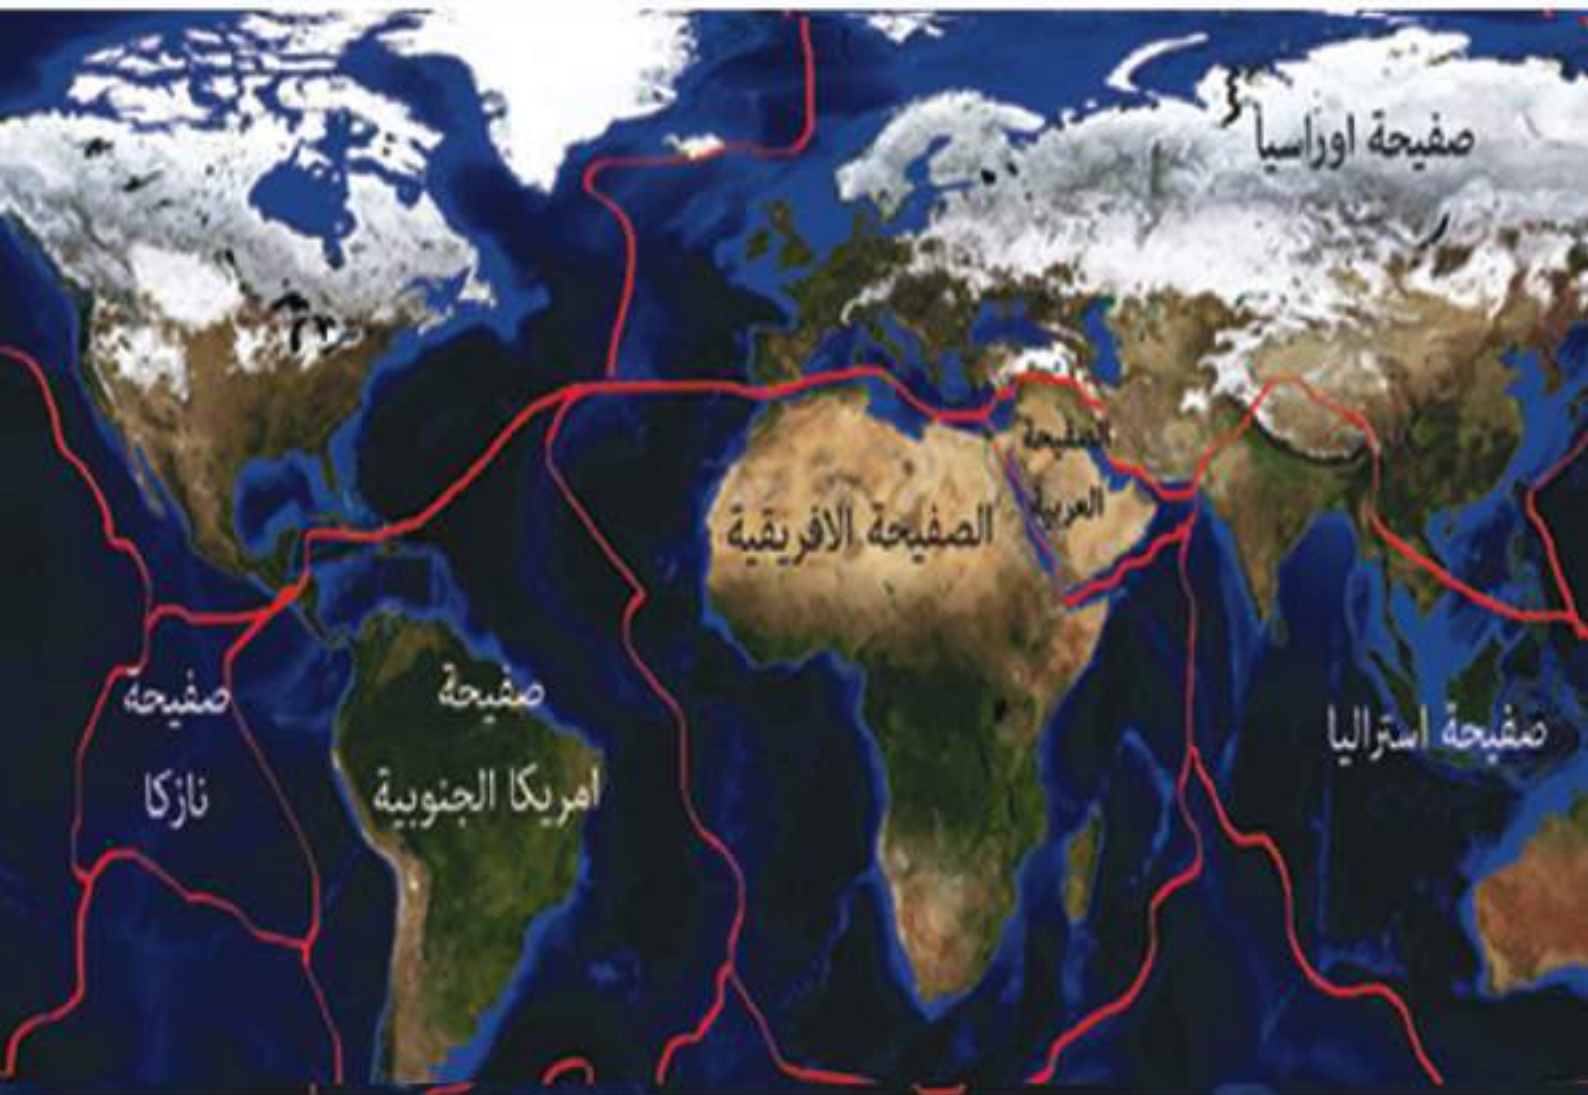 صفيحة اوراسيا
الصفيحة
العربية
الصفيحة الافريقية
صفيحة استراليا
صفيحة
امريكا الجنوبية
صفيحة
نازكا